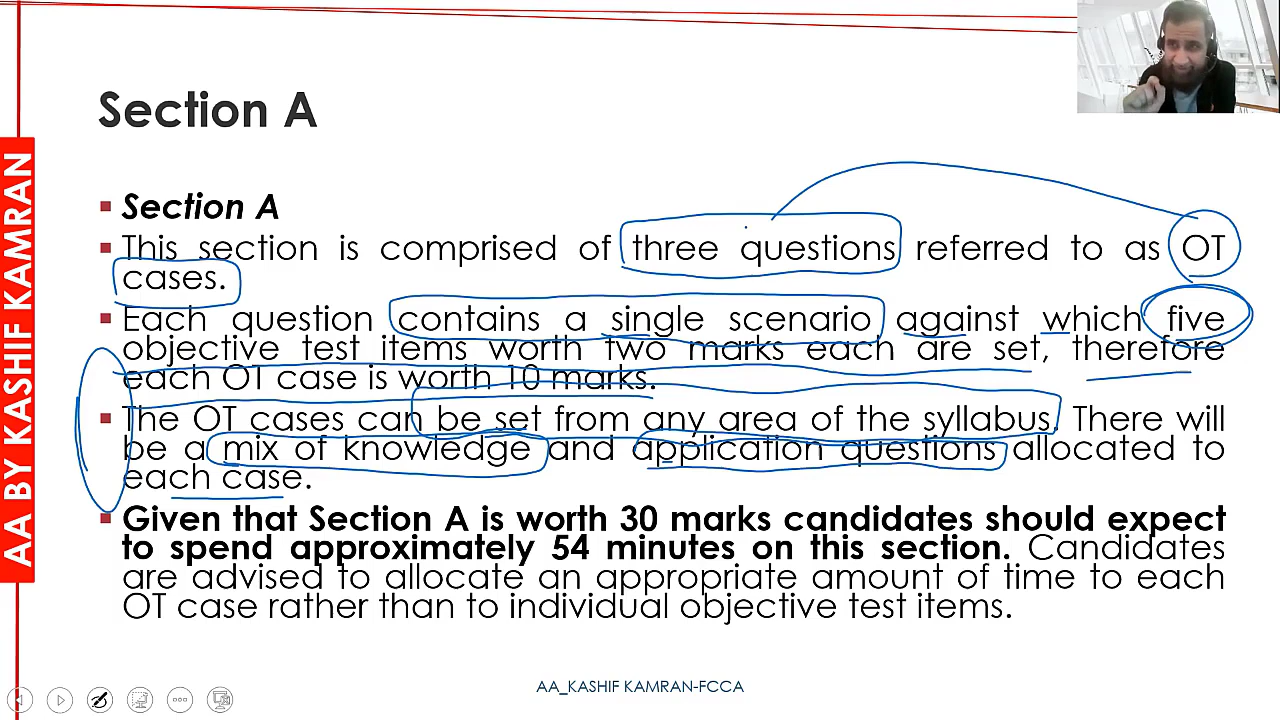 Section A
AA BY KASHIF KAMRAN
▪ Section A
▪ This section is comprised of three questions referred to as OT
cases.
▪ Each question contains a single scenario against which five
objective test items worth two marks each are set, therefore
each OT case is worth 10 marks.
▪ The OT cases can be set from any area of the syllabus. There will
be a mix of knowledge and application questions allocated to
each case.
▪ Given that Section A is worth 30 marks candidates should expect
to spend approximately 54 minutes on this section. Candidates
are advised to allocate an appropriate amount of time to each
OT case rather than to individual objective test items.
AA_KASHIF KAMRAN-FCCA